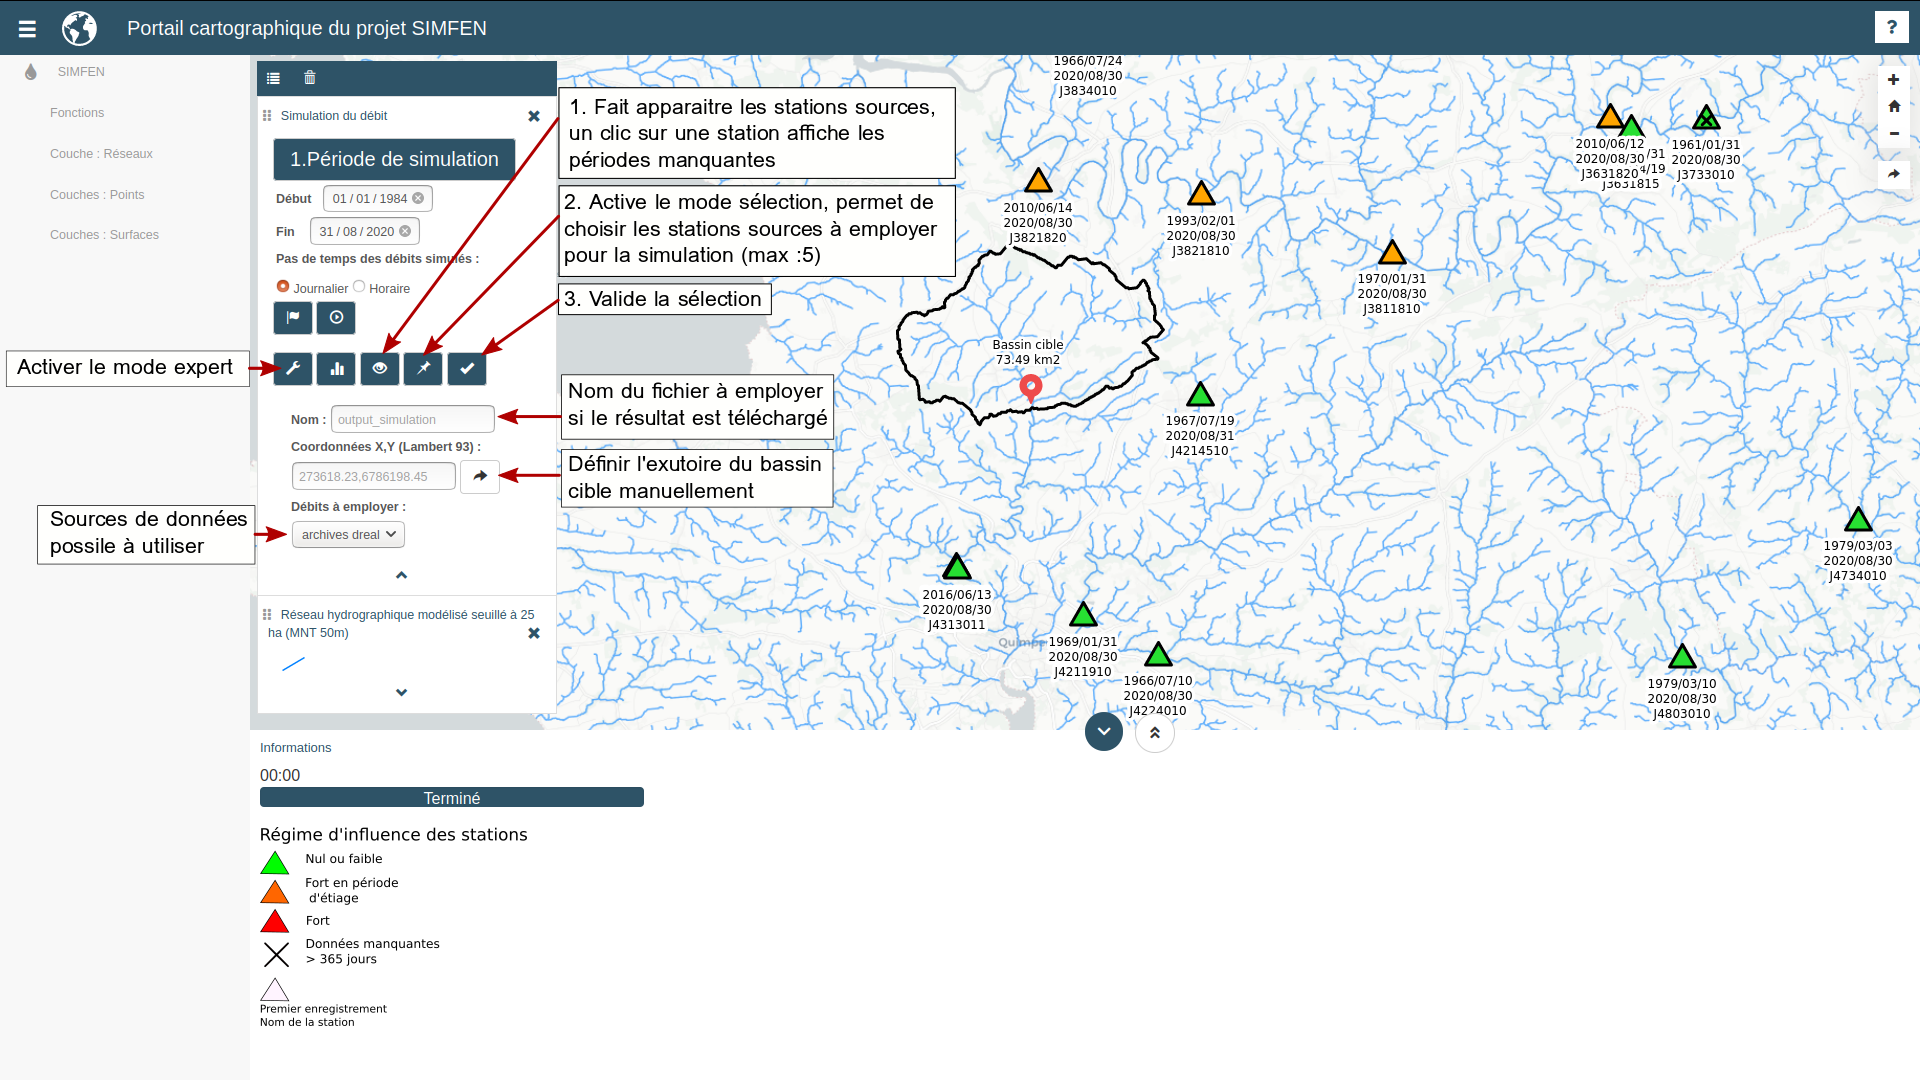 Portail cartographique du projet SIMFEN
?
SIMFEN
Fonctions
Couche : Réseaux
Couches : Points
Couches : Surfaces
Simulation du débit
1.Période de simulation
Début 01 / 01 / 1984
Fin 31 / 08 / 2020
Pas de temps des débits simulés :
Journalier Horaire
Nom : output_simulation
Coordonnées X,Y (Lambert 93) :
273618.23,6786198.45
Débits à employer :
archives dreal
Réseau hydrographique modélisé seuillé à 25
ha (MNT 50m)
Activer le mode expert
Sources de données
possile à utiliser
1. Fait apparaitre les stations sources,
un clic sur une station affiche les
périodes manquantes
2. Active le mode sélection, permet de
choisir les stations sources à employer
pour la simulation (max :5)
3. Valide la sélection
Nom du fichier à employer
si le résultat est téléchargé
Définir l'exutoire du bassin
cible manuellement
1966/07/24
2020/08/30
J3834010
2010/06/14
2020/08/30
J3821820
1993/02/01
2020/08/30
J3821810
1970/01/31
2020/08/30
J3811810
2010/06/12
2020/08/30
J3631820
/31
4/19
J3631815
1961/01/31
2020/08/30
J3733010
Bassin cible
73.49 km2
1967/07/19
2020/08/31
J4214510
1979/03/03
2020/08/30
J4734010
2016/06/13
2020/08/30
J4313011
Quimper
1969/01/31
2020/08/30
J4211910
1966/07/10
2020/08/30
J4224010
1979/03/10
2020/08/30
J4803010
Informations
00:00
Terminé
Régime d'influence des stations
Nul ou faible
Fort en période
d'étiage
Fort
Données manquantes
> 365 jours
Premier enregistrement
Nom de la station